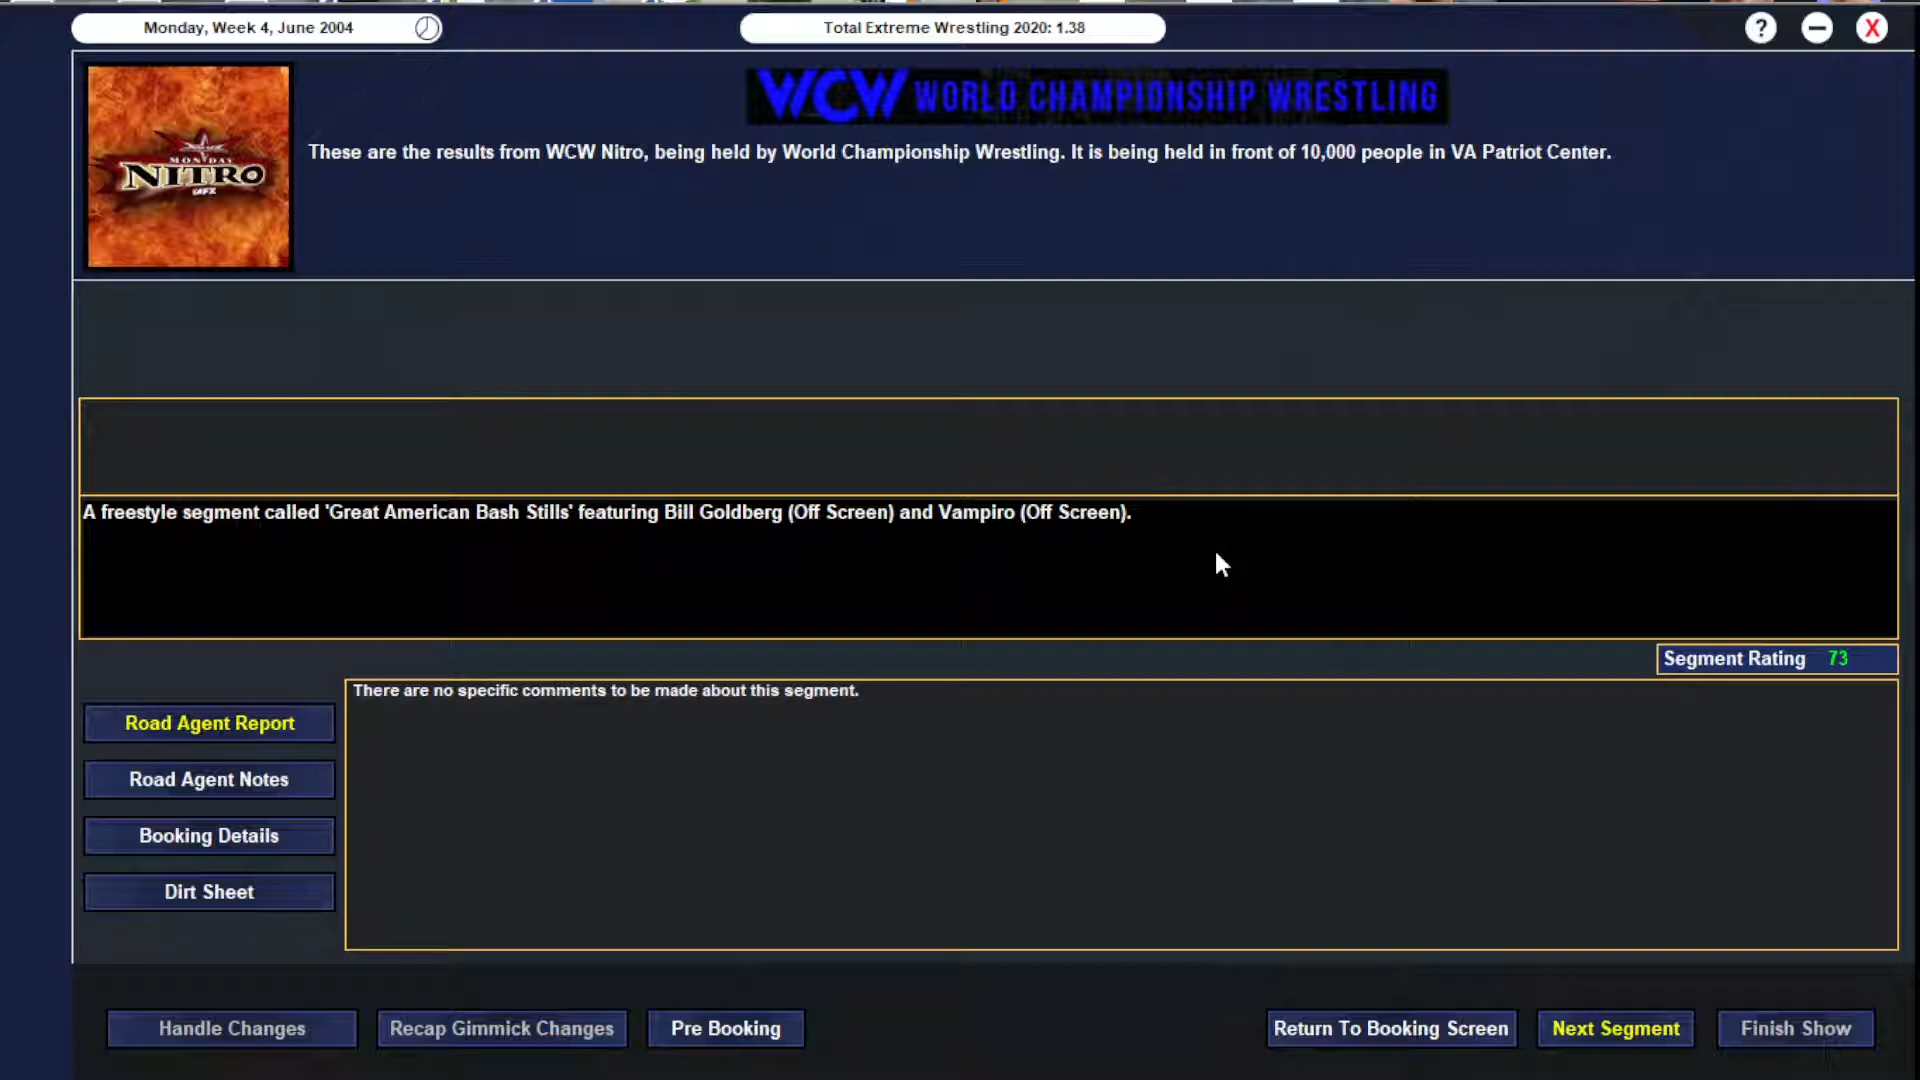 Monday, Week 4, June 2004
Total Extreme Wrestling 2020: 1.38
?
X
WCW WORLD CHAMPIONSHIP WRESTLING
MONDAY
NITRO
These are the results from WCW Nitro, being held by World Championship Wrestling. It is being held in front of 10,000 people in VA Patriot Center.
A freestyle segment called 'Great American Bash Stills' featuring Bill Goldberg (Off Screen) and Vampiro (Off Screen).
Segment Rating 73
There are no specific comments to be made about this segment.
Road Agent Report
Road Agent Notes
Booking Details
Dirt Sheet
Handle Changes
Recap Gimmick Changes
Pre Booking
Return To Booking Screen
Next Segment
Finish Show